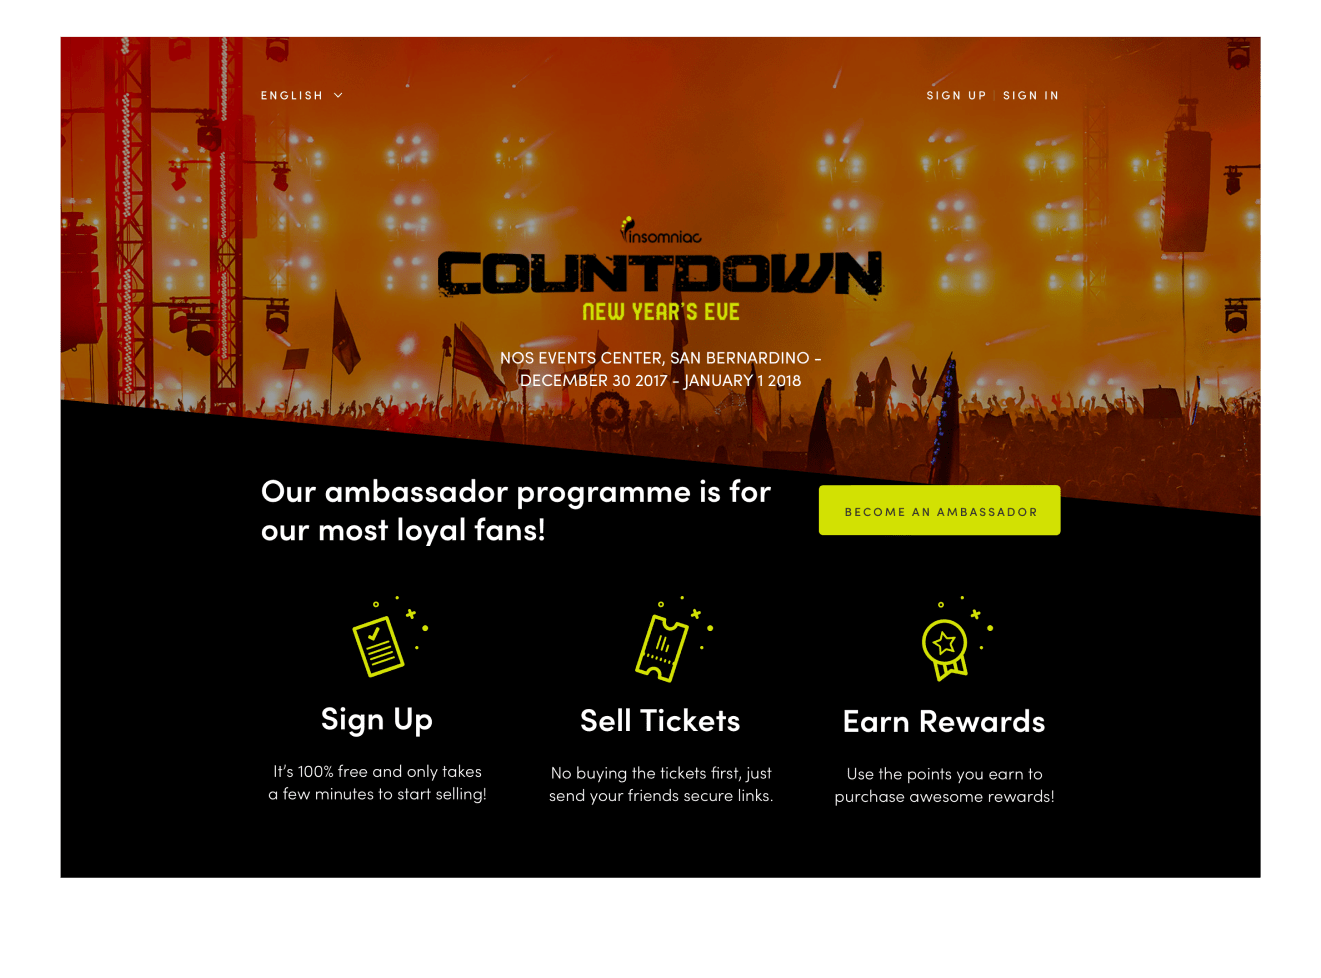 ENGLISH
SIGN UP | SIGN IN
insomniac
COUNTDOWN
NEW YEAR'S EVE
NOS EVENTS CENTER, SAN BERNARDINO -
DECEMBER 30 2017 - JANUARY 1 2018
Our ambassador programme is for
our most loyal fans!
BECOME AN AMBASSADOR
Sign Up
It's 100% free and only takes
a few minutes to start selling!
Sell Tickets
No buying the tickets first, just
send your friends secure links.
Earn Rewards
Use the points you earn to
purchase awesome rewards!